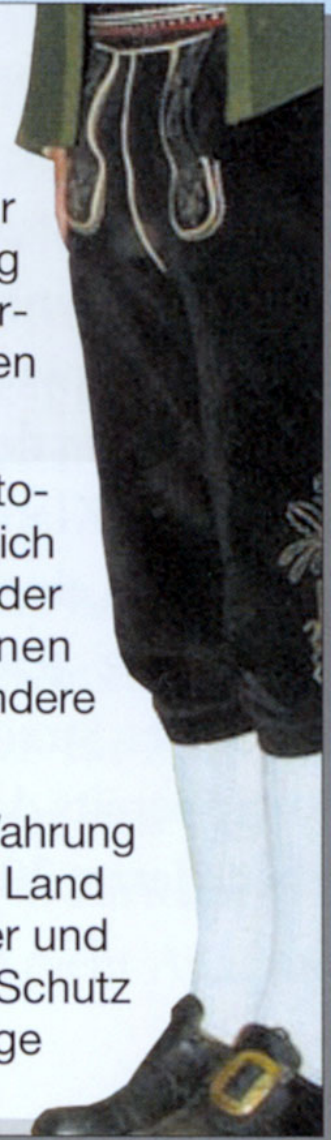 r
g
r-
en
to-
ich
der
nen
ndere
ahrung
Land
er und
Schutz
ge